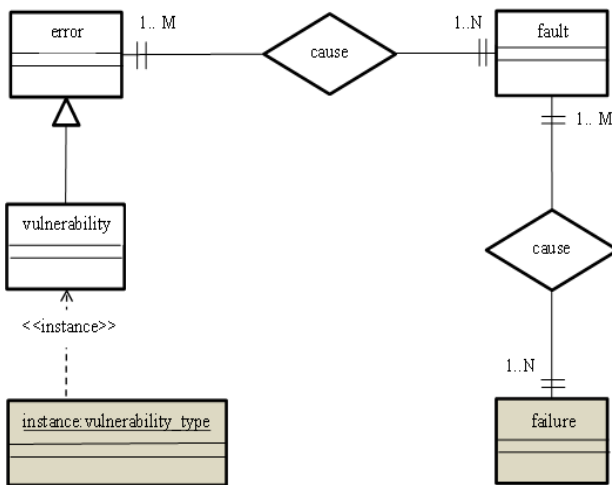 1.. M
1..N
error
cause
fault
1.. M
vulnerability
cause
<<instance>>
1..N
instance:vulnerability_type
failure